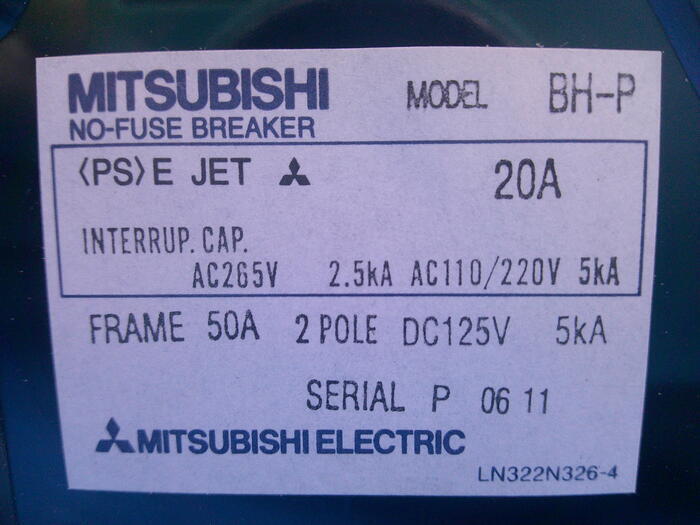 MITSUBISHI MODEL BH-P
NO-FUSE BREAKER
<PS>E JET 20A
INTERRUP. CAP.
AC265V 2.5kA AC110/220V 5kA
FRAME 50A 2 POLE DC125V 5kA
SERIAL P 06 11
MITSUBISHI ELECTRIC
LN322N326-4